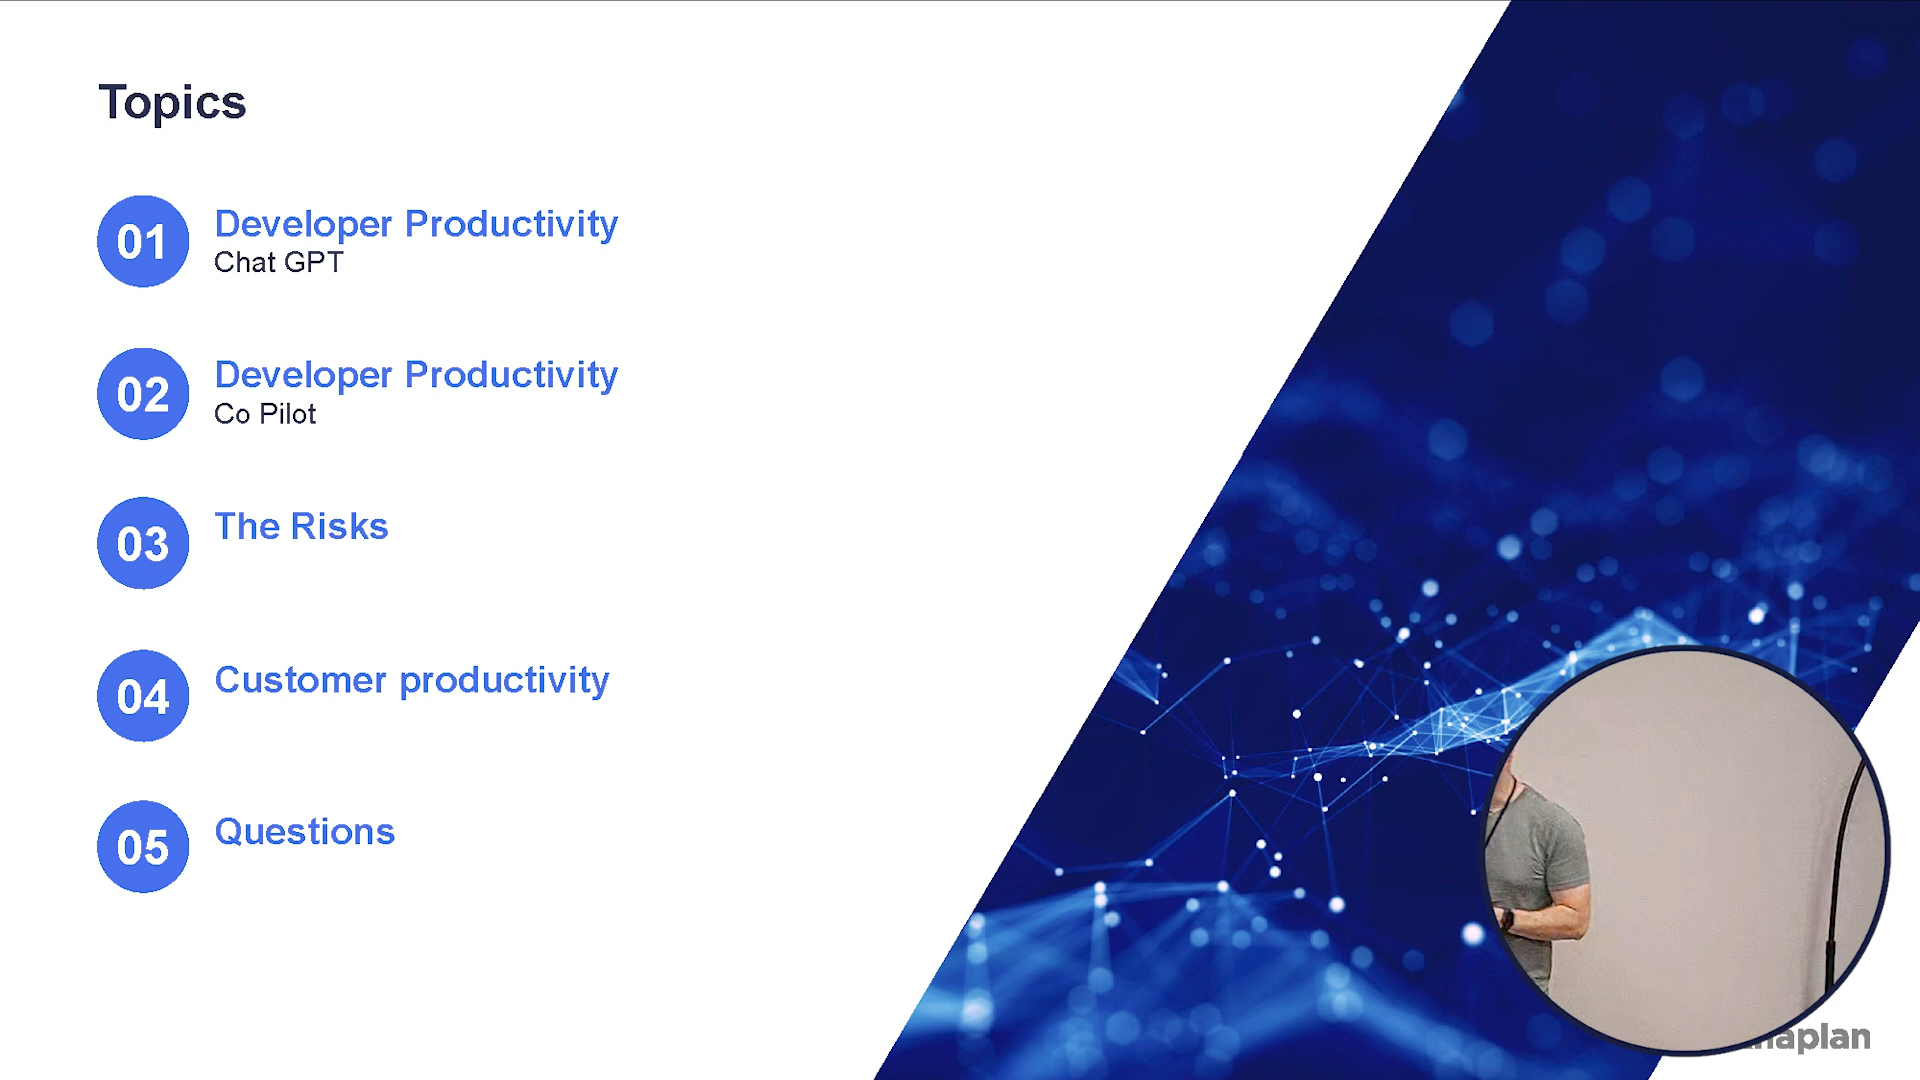 Topics
01
Developer Productivity
Chat GPT
02
Developer Productivity
Co Pilot
03
The Risks
04
Customer productivity
05
Questions